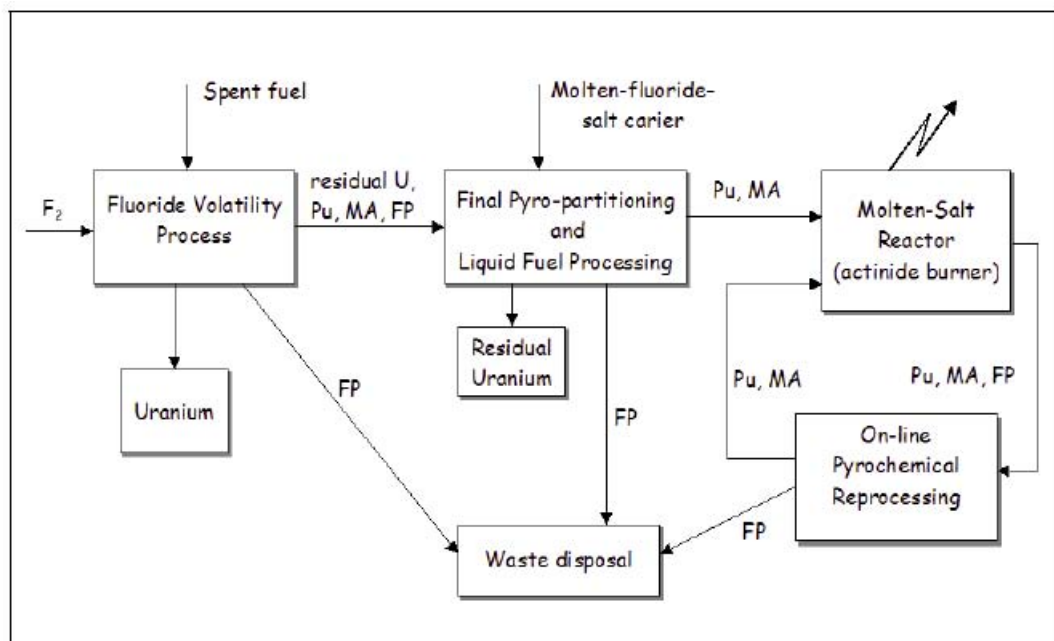 Spent fuel
Molten-fluoride-
salt carier
F₂
Fluoride Volatility
Process
residual U,
Pu, MA, FP
Final Pyro-partitioning
and
Liquid Fuel Processing
Pu, MA
Molten-Salt
Reactor
(actinide burner)
Uranium
FP
Residual
Uranium
FP
Pu, MA
Pu, MA, FP
On-line
Pyrochemical
Reprocessing
FP
Waste disposal